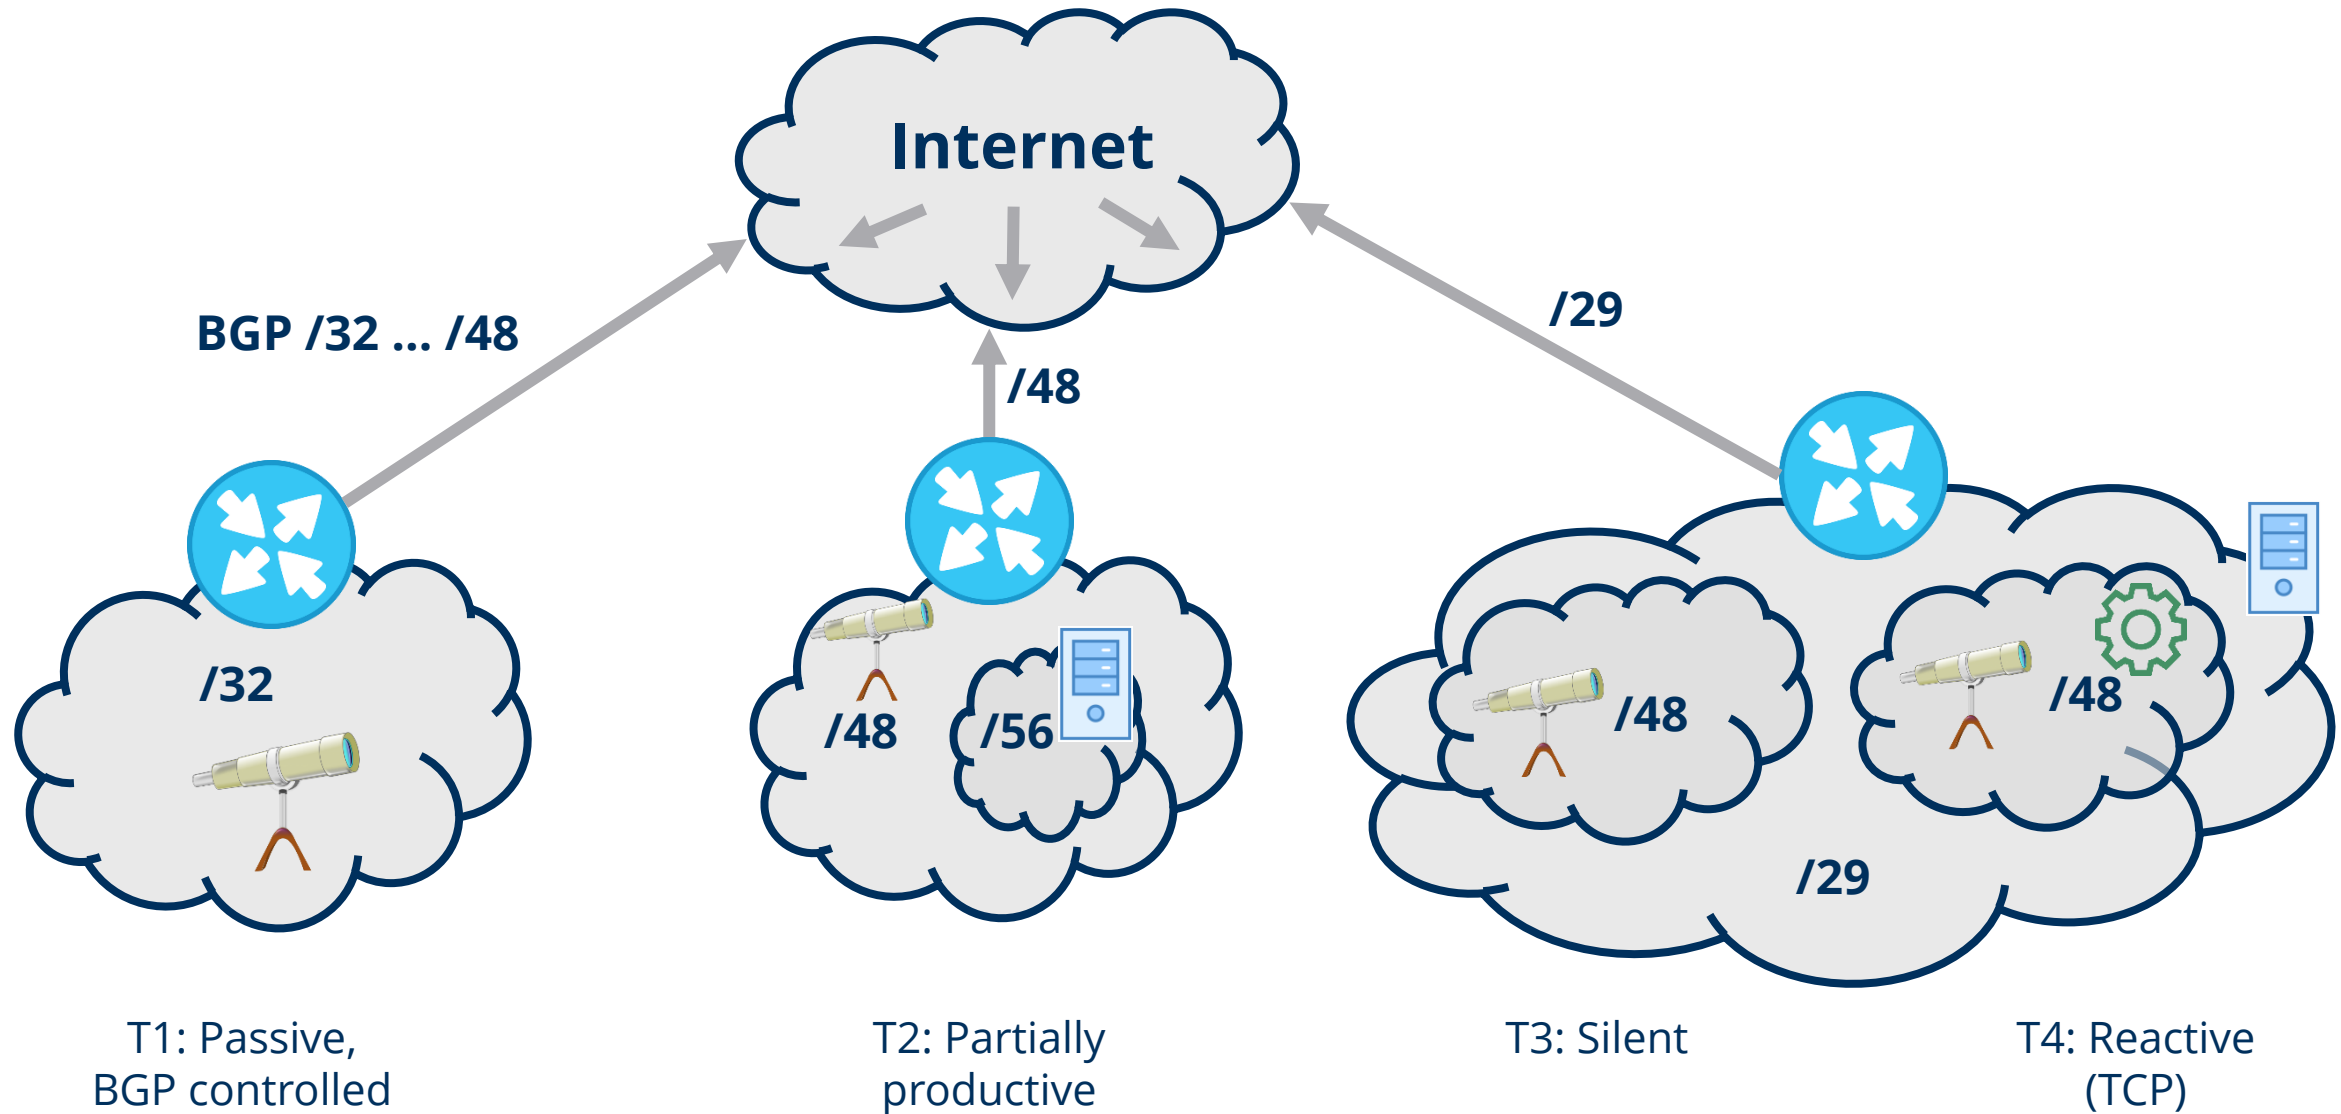 Internet
BGP /32 ... /48
/48
/29
/32
/48
/56
/48
/48
/29
T1: Passive,
BGP controlled
T2: Partially
productive
T3: Silent
T4: Reactive
(TCP)